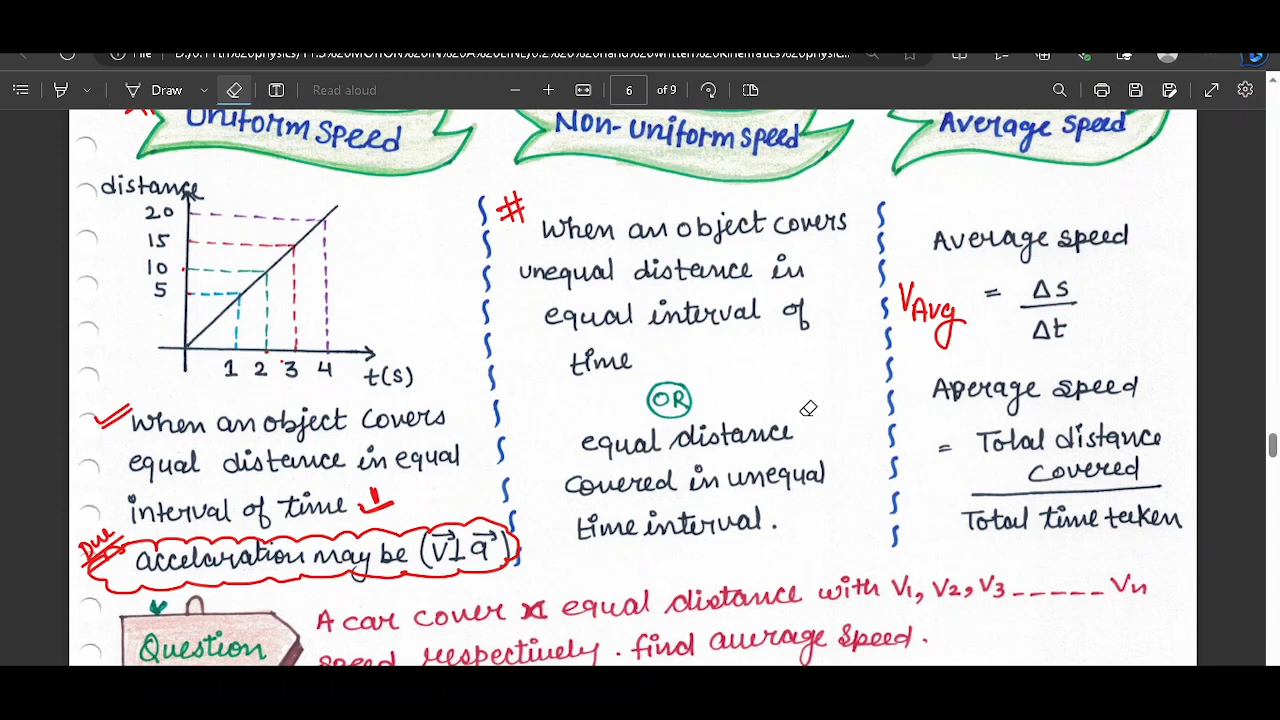 Draw
Read aloud
6 of 9
Uniform speed
Non-uniform speed
Average speed
distance
20
15
10
5
1 2 3 4 t(s)
✓ when an object covers
equal distance in equal
interval of time
Due
accelaration may be (v⃗ ⊥ a⃗)
# when an object covers
unequal distance in
equal interval of
time
OR
equal distance
covered in unequal
time interval.
Average speed
VAvg = Δs
Δt
Average speed
= Total distance
covered
Total time taken
Question
A car cover equal distance with V1, V2, V3 _ _ _ _ _ Vn
speed respectively. find average speed.